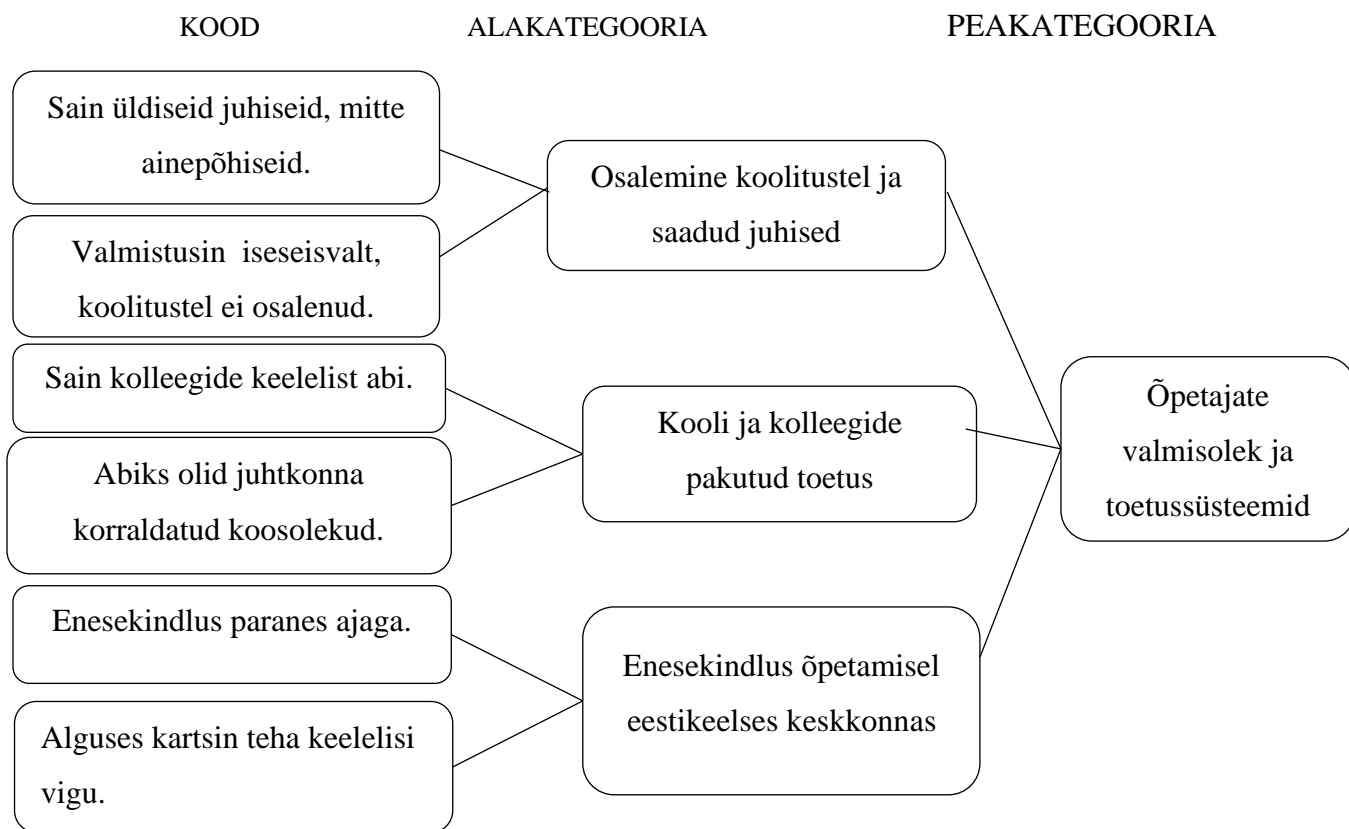 KOOD
ALAKATEGOORIA
PEAKATEGOORIA
Sain üldiseid juhiseid, mitte
ainepõhiseid.
Valmistusin iseseisvalt,
koolitustel ei osalenud.
Sain kolleegide keelelist abi.
Abiks olid juhtkonna
korraldatud koosolekud.
Enesekindlus paranes ajaga.
Alguses kartsin teha keelelisi
vigu.
Osalemine koolitustel ja
saadud juhised
Kooli ja kolleegide
pakutud toetus
Enesekindlus õpetamisel
eestikeelses keskkonnas
Õpetajate
valmisolek ja
toetussüsteemid